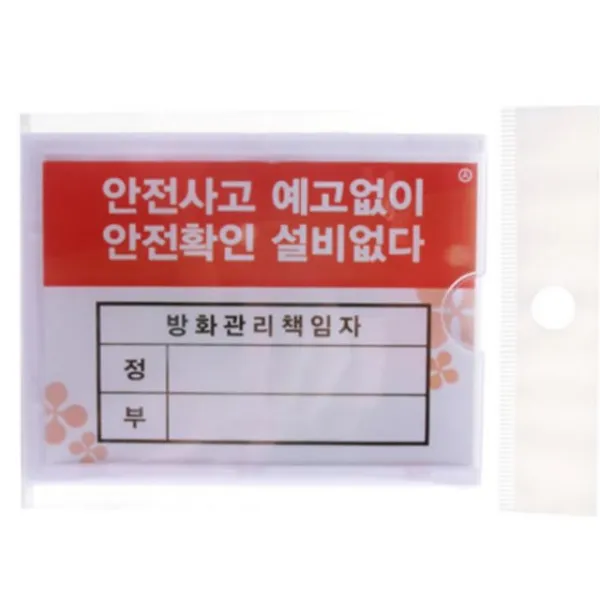 안전사고 예고없이
안전확인 설비없다
방화관리책임자
정
부